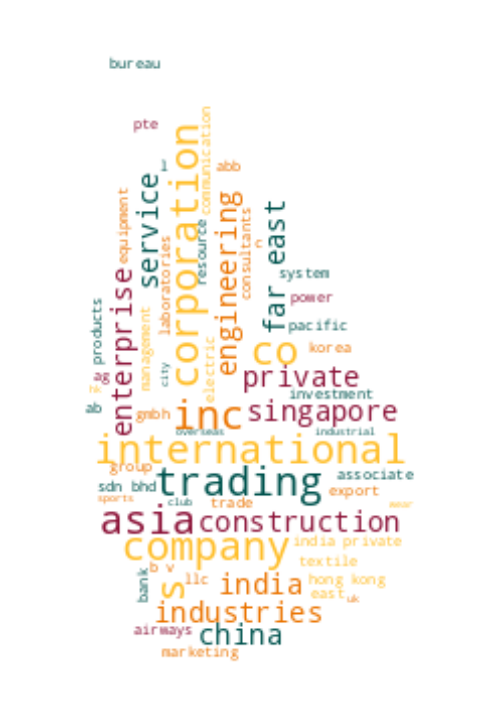 bureau
pte
communication
corporation
abb
service
equipment
engineering
far east
consultants
resource
laboratories
c
system
enterprise
products
power
pacific
management
electric
co
korea
city
ag
private
investment
ab
gmbh
inc
singapore
overseas
industrial
international
group
trading
associate
sdn bhd
export
sports
club
trade
wear
asia
construction
company
india private
textile
b v
bank
s
llc
india
hong kong
east
uk
industries
airways
china
marketing